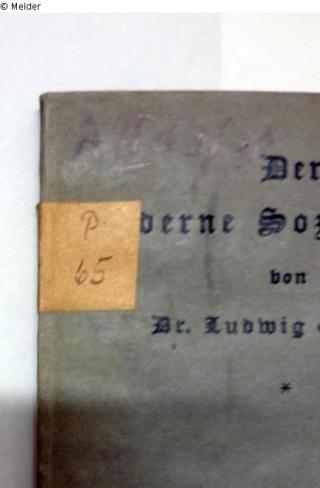 © Melder
Der
derne Soz
von
Dr. Ludwig
P
65